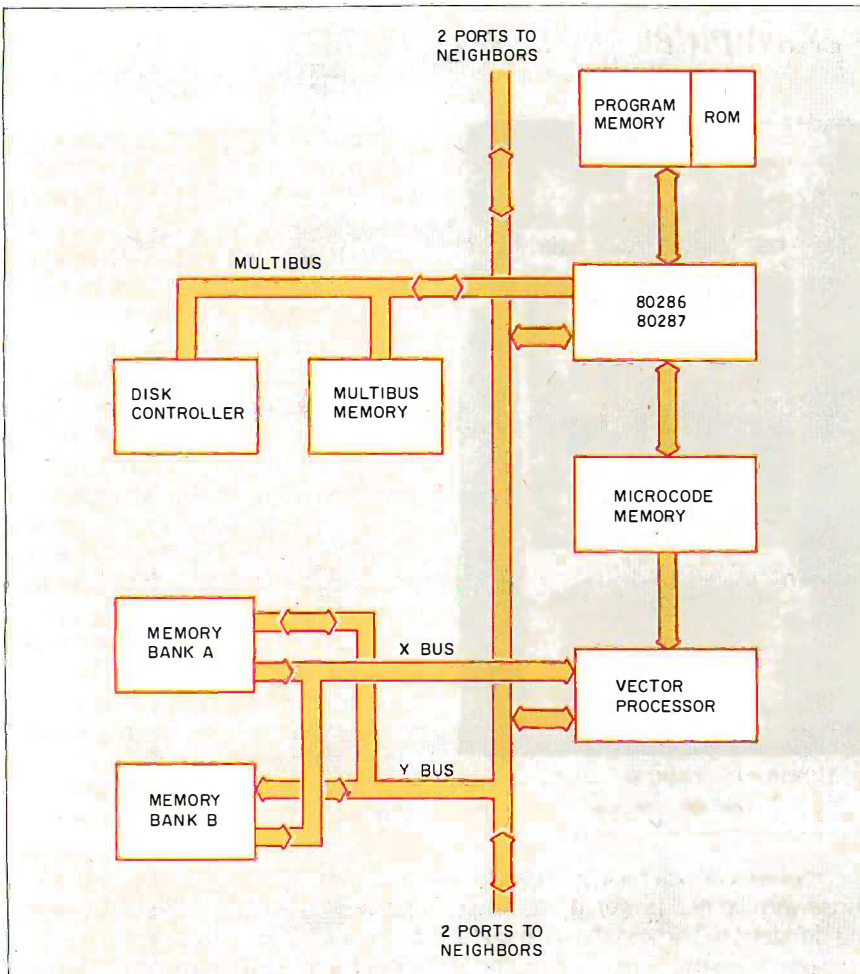 2 PORTS TO
NEIGHBORS
PROGRAM
MEMORY
ROM
MULTIBUS
80286
80287
DISK
CONTROLLER
MULTIBUS
MEMORY
MICROCODE
MEMORY
MEMORY
BANK A
X BUS
VECTOR
PROCESSOR
Y BUS
MEMORY
BANK B
2 PORTS TO
NEIGHBORS